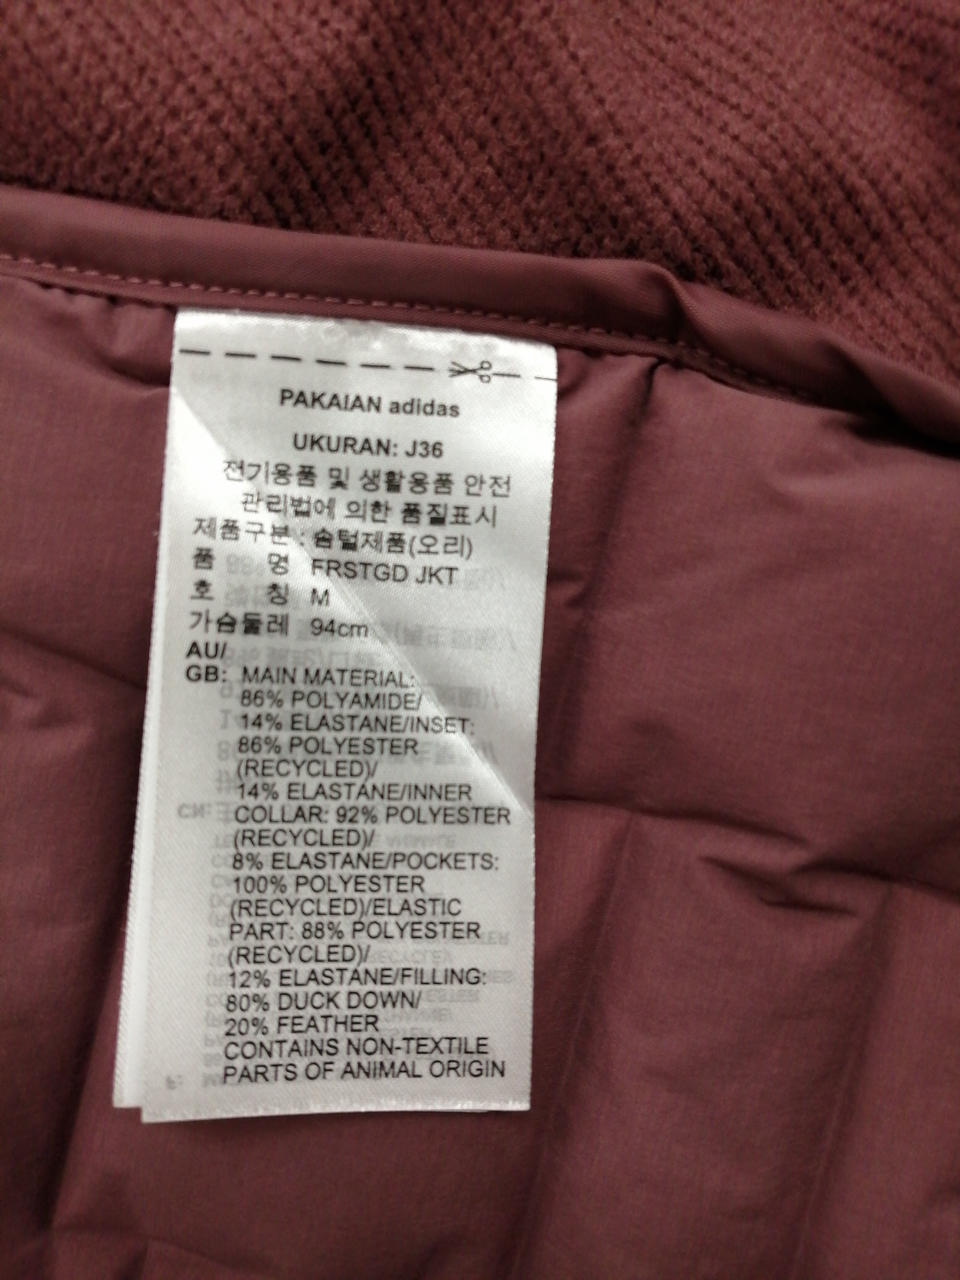 PAKAIAN adidas
UKURAN: J36
전기용품 및 생활용품 안전
관리법에 의한 품질표시
제품구분 : 솜털제품(오리)
품 명 FRSTGD JKT
호 칭 M
가슴둘레 94cm
AU/
GB: MAIN MATERIAL:
86% POLYAMIDE/
14% ELASTANE/INSET:
86% POLYESTER
(RECYCLED)/
14% ELASTANE/INNER
COLLAR: 92% POLYESTER
(RECYCLED)/
8% ELASTANE/POCKETS:
100% POLYESTER
(RECYCLED)/ELASTIC
PART: 88% POLYESTER
(RECYCLED)/
12% ELASTANE/FILLING:
80% DUCK DOWN/
20% FEATHER
CONTAINS NON-TEXTILE
PARTS OF ANIMAL ORIGIN